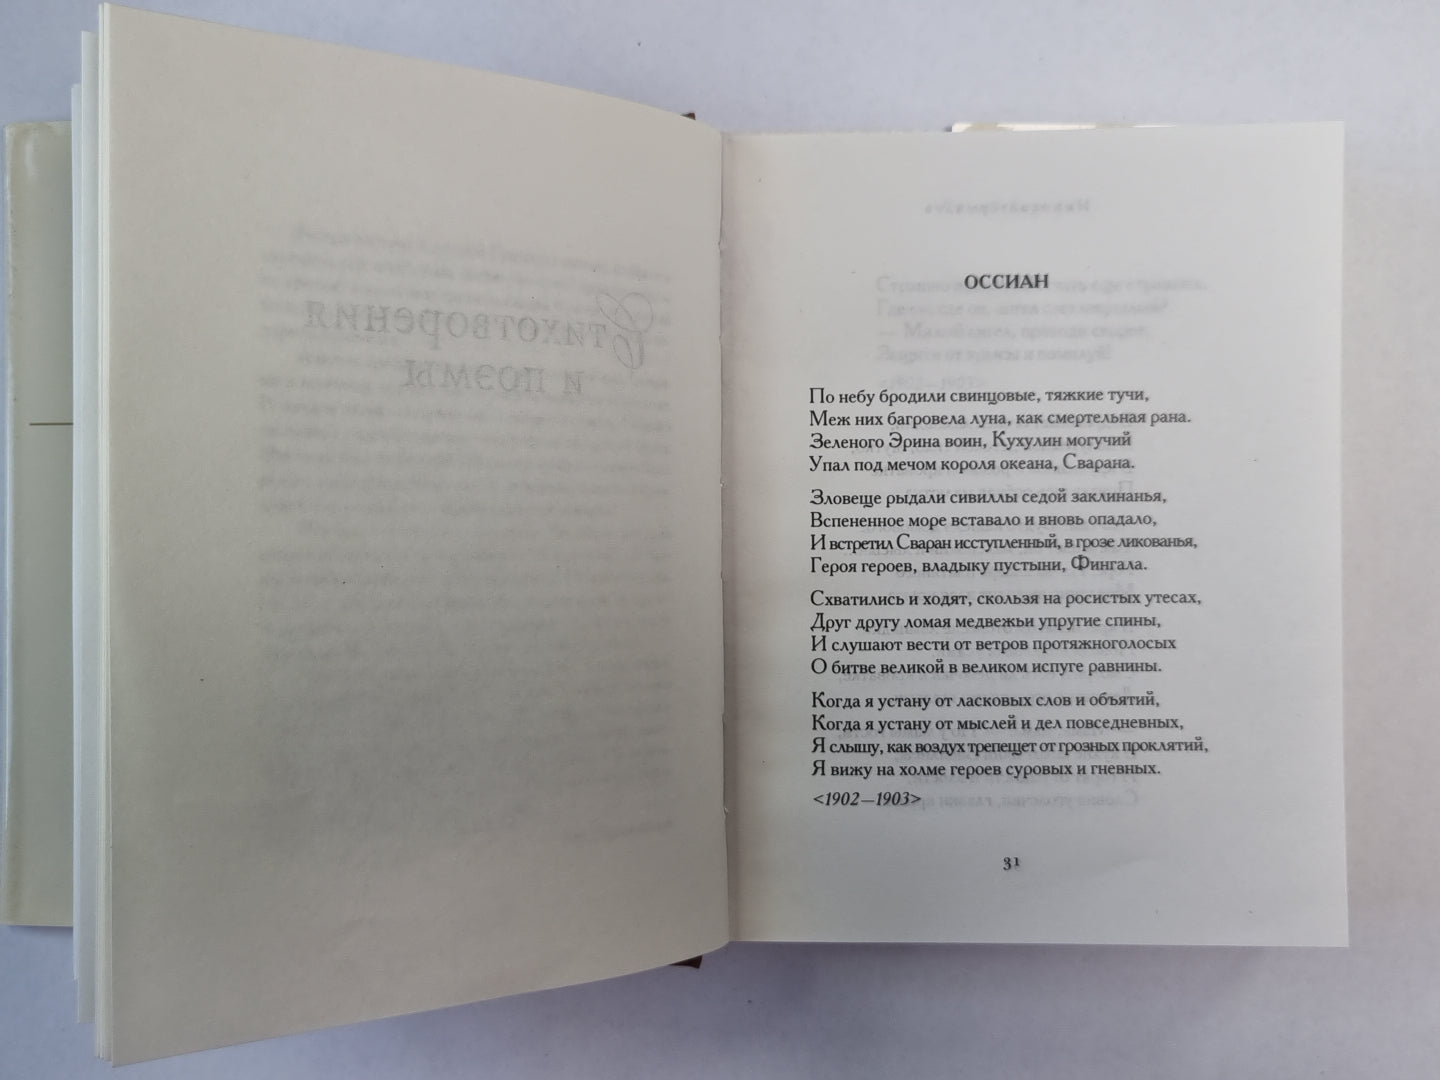 Стихотворения
и поэмы
ОССИАН
По небу бродили свинцовые, тяжкие тучи,
Меж них багровела луна, как смертельная рана.
Зеленого Эрина воин, Кухулин могучий
Упал под мечом короля океана, Сварана.
Зловеще рыдали сивиллы седой заклинанья,
Вспененное море вставало и вновь опадало,
И встретил Сваран исступленный, в грозе ликованья,
Героя героев, владыку пустыни, Фингала.
Схватились и ходят, скользя на росистых утесах,
Друг другу ломая медвежьи упругие спины,
И слушают вести от ветров протяжноголосых
О битве великой в великом испуге равнины.
Когда я устану от ласковых слов и объятий,
Когда я устану от мыслей и дел повседневных,
Я слышу, как воздух трепещет от грозных проклятий,
Я вижу на холме героев суровых и гневных.
<1902—1903>
31